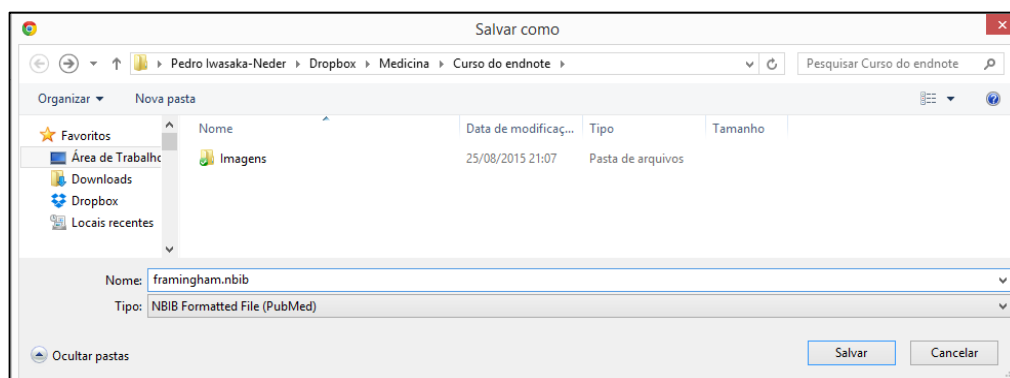 Salvar como
Pedro Iwasaka-Neder Dropbox Medicina Curso do endnote
Pesquisar Curso do endnote
Organizar Nova pasta
Favoritos
Área de Trabalho
Downloads
Dropbox
Locais recentes
Nome Data de modificaç... Tipo Tamanho
Imagens 25/08/2015 21:07 Pasta de arquivos
Nome: framingham.nbib
Tipo: NBIB Formatted File (PubMed)
Ocultar pastas
Salvar Cancelar